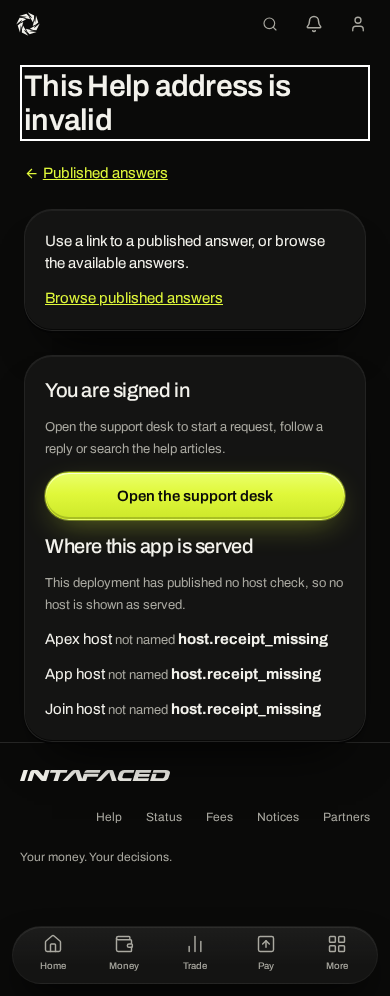 This Help address is
invalid
← Published answers
Use a link to a published answer, or browse
the available answers.
Browse published answers
You are signed in
Open the support desk to start a request, follow a
reply or search the help articles.
Open the support desk
Where this app is served
This deployment has published no host check, so no
host is shown as served.
Apex host not named host.receipt_missing
App host not named host.receipt_missing
Join host not named host.receipt_missing
INTAFACED
Help Status Fees Notices Partners
Your money. Your decisions.
Home Money Trade Pay More